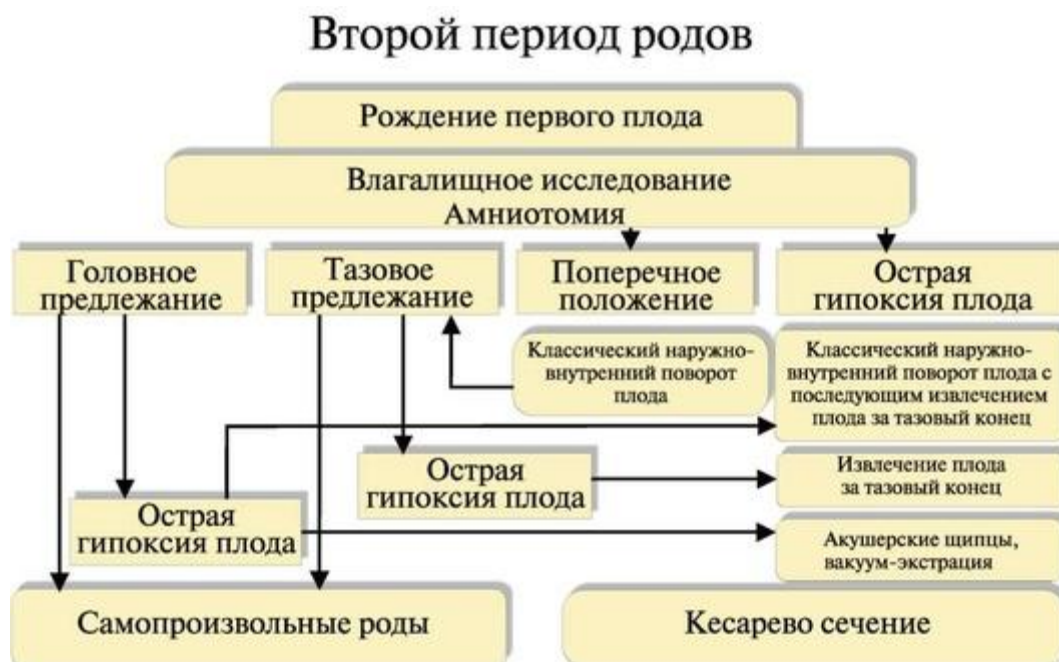 Второй период родов
Рождение первого плода
Влагалищное исследование
Амниотомия
Головное
предлежание
Тазовое
предлежание
Поперечное
положение
Острая
гипоксия плода
Классический наружно-
внутренний поворот
плода
Классический наружно-
внутренний поворот плода с
последующим извлечением
плода за тазовый конец
Острая
гипоксия плода
Извлечение плода
за тазовый конец
Острая
гипоксия плода
Акушерские щипцы,
вакуум-экстрация
Самопроизвольные роды
Кесарево сечение